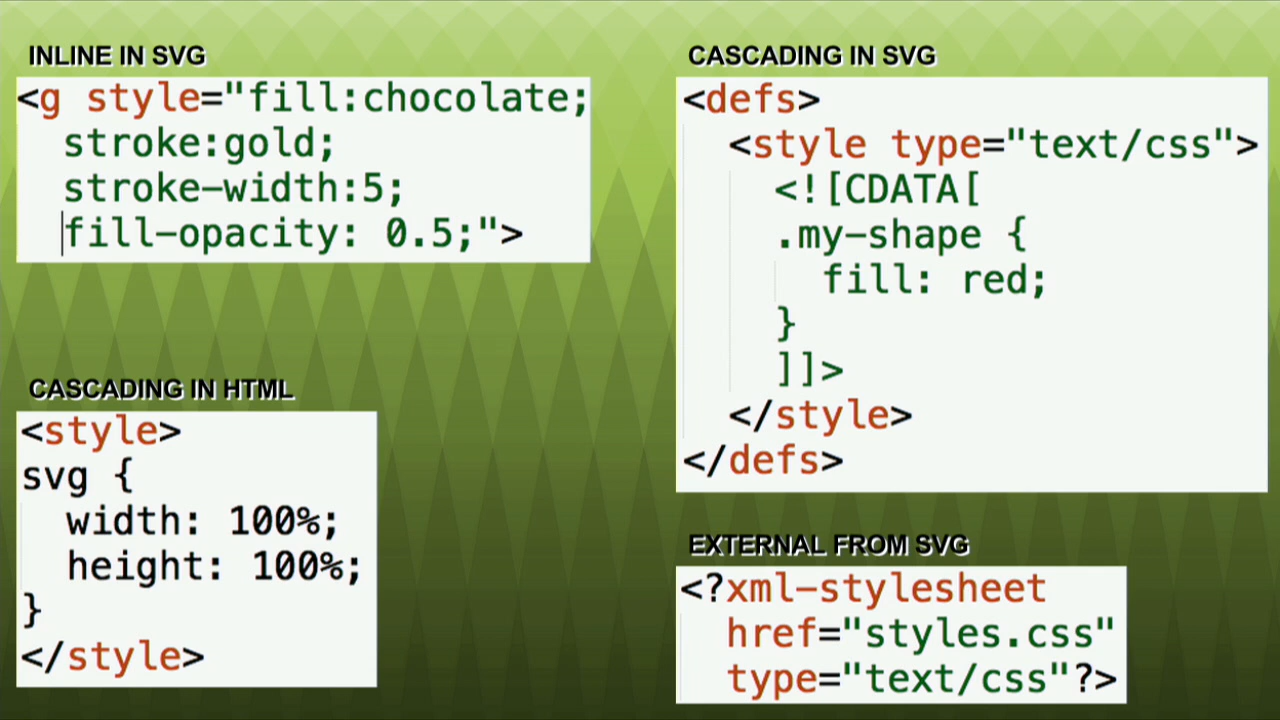 INLINE IN SVG
<g style="fill:chocolate;
stroke:gold;
stroke-width:5;
fill-opacity: 0.5;">
CASCADING IN HTML
<style>
svg {
width: 100%;
height: 100%;
}
</style>
CASCADING IN SVG
<defs>
<style type="text/css">
<![CDATA[
.my-shape {
fill: red;
}
]]>
</style>
</defs>
EXTERNAL FROM SVG
<?xml-stylesheet
href="styles.css"
type="text/css"?>